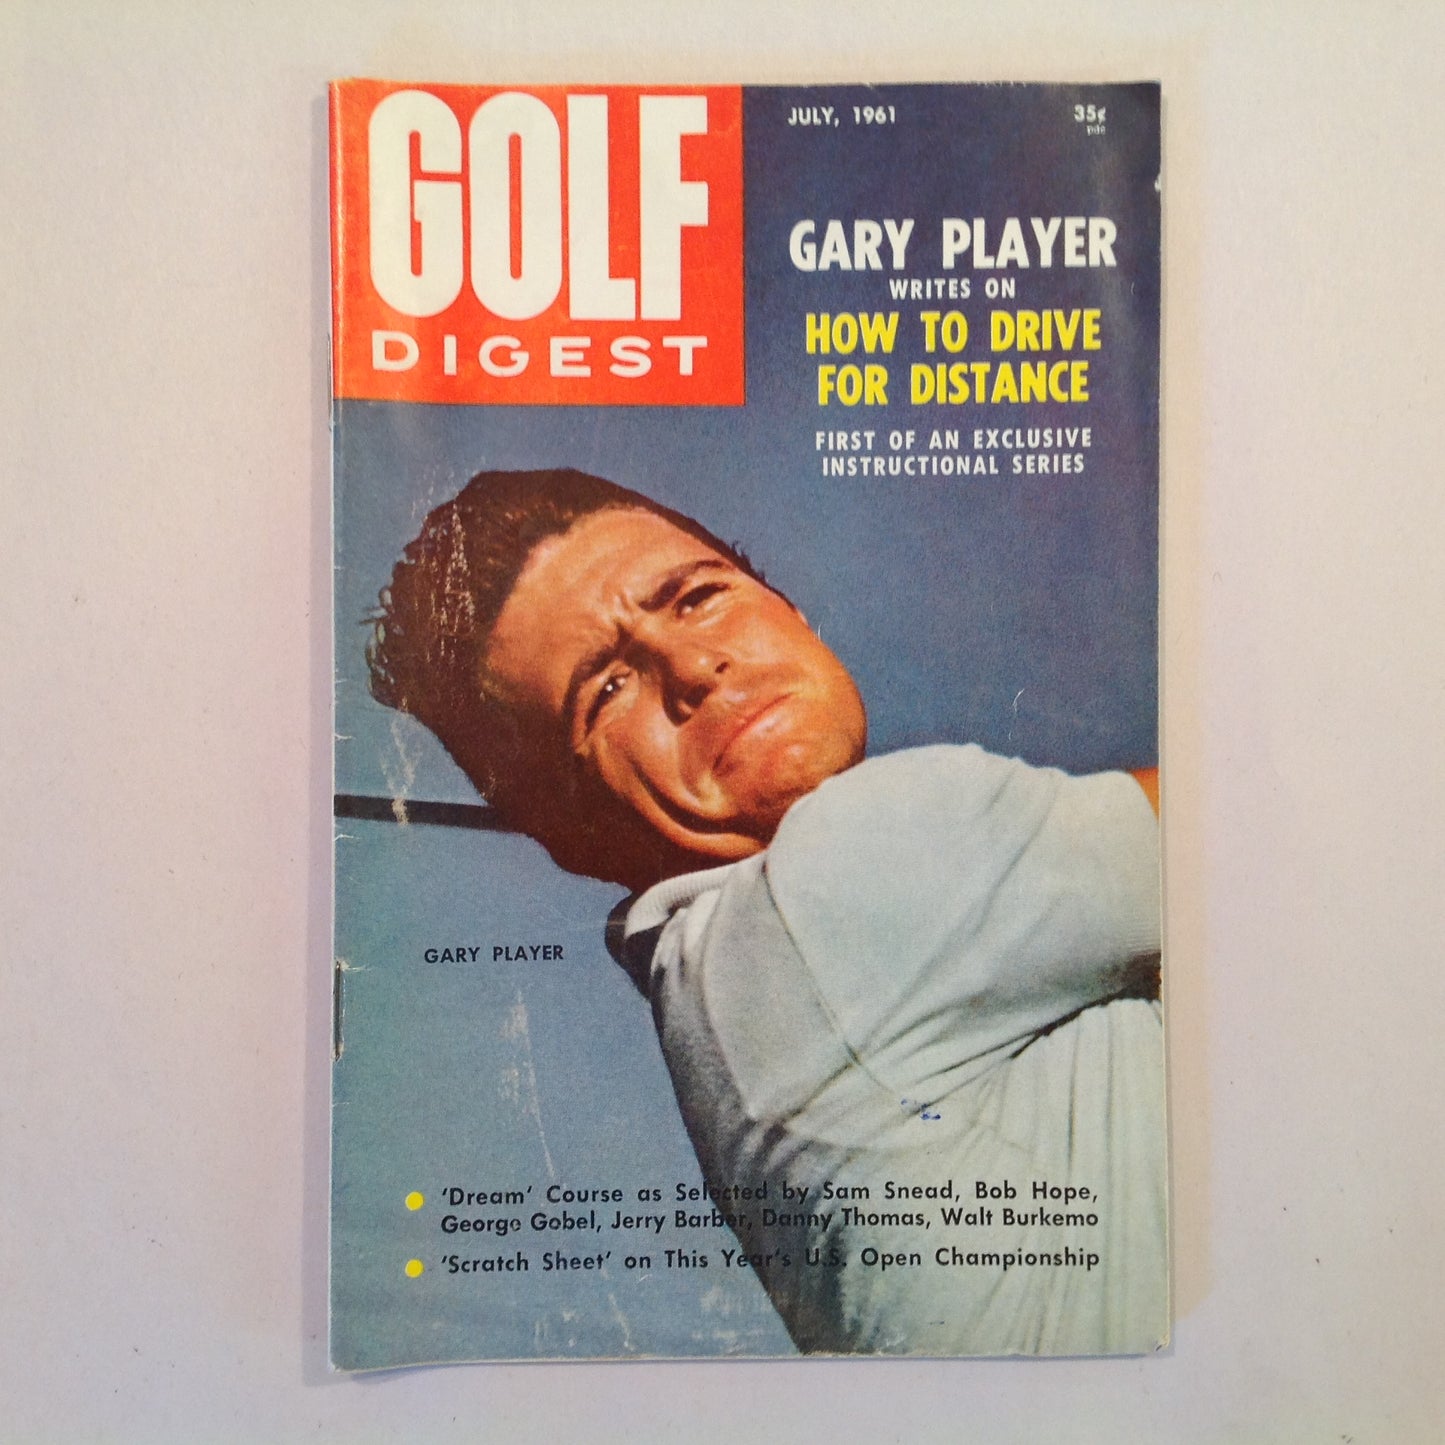 GOLF
DIGEST
JULY, 1961
35¢
GARY PLAYER
WRITES ON
HOW TO DRIVE
FOR DISTANCE
FIRST OF AN EXCLUSIVE
INSTRUCTIONAL SERIES
GARY PLAYER
'Dream' Course as Selected by Sam Snead, Bob Hope,
George Gobel, Jerry Barber, Danny Thomas, Walt Burkemo
'Scratch Sheet' on This Year's U.S. Open Championship